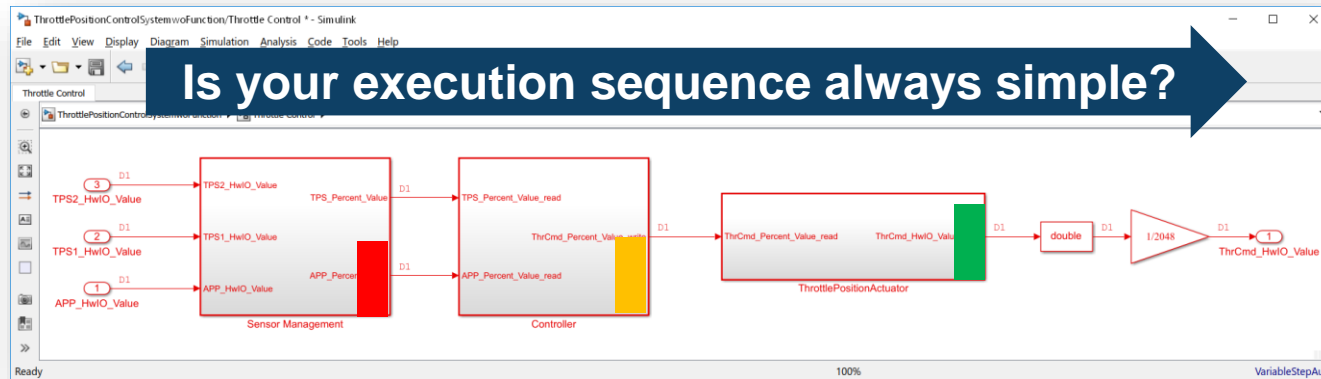 ThrottlePositionControlSystemwoFunction/Throttle Control * - Simulink
File Edit View Display Diagram Simulation Analysis Code Tools Help
Is your execution sequence always simple?
Throttle Control
ThrottlePositionControlSystemwoFunction
3
D1
TPS2_HwIO_Value
2
D1
TPS1_HwIO_Value
1
D1
APP_HwIO_Value
TPS2_HwIO_Value
TPS_Percent_Value
TPS1_HwIO_Value
APP_Percen
APP_HwIO_Value
Sensor Management
D1
D1
TPS_Percent_Value_read
ThrCmd_Percent_Value_write
APP_Percent_Value_read
Controller
D1
ThrCmd_Percent_Value_read
ThrCmd_HwIO_Valu
ThrottlePositionActuator
D1
double
D1
1/2048
D1
1
ThrCmd_HwIO_Value
Ready
100%
VariableStepAu